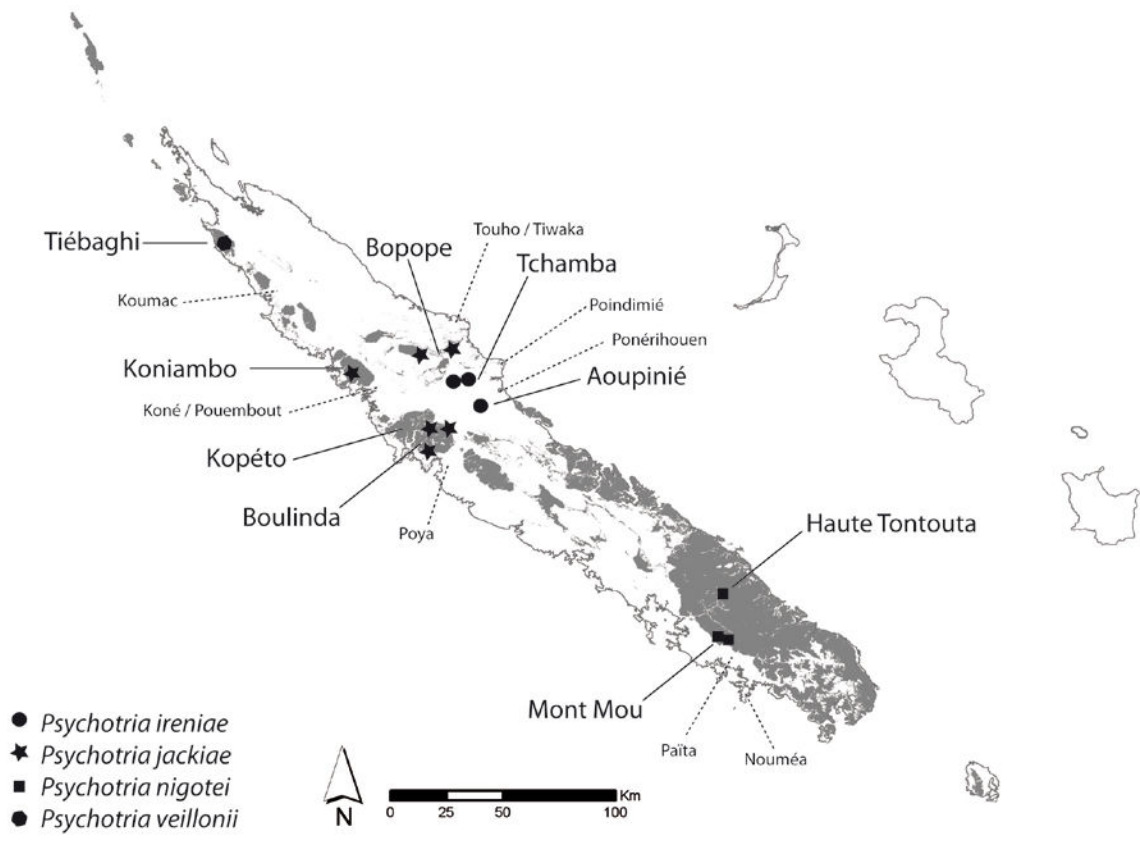 Touho / Tiwaka
Tiébaghi
Bopope
Tchamba
Koumac
Poindimié
Ponérihouen
Koniambo
Aoupinié
Koné / Pouembout
Kopéto
Boulinda
Poya
Haute Tontouta
Mont Mou
Païta
Nouméa
Psychotria ireniae
Psychotria jackiae
Psychotria nigotei
Psychotria veillonii
N
Km
0 25 50 100